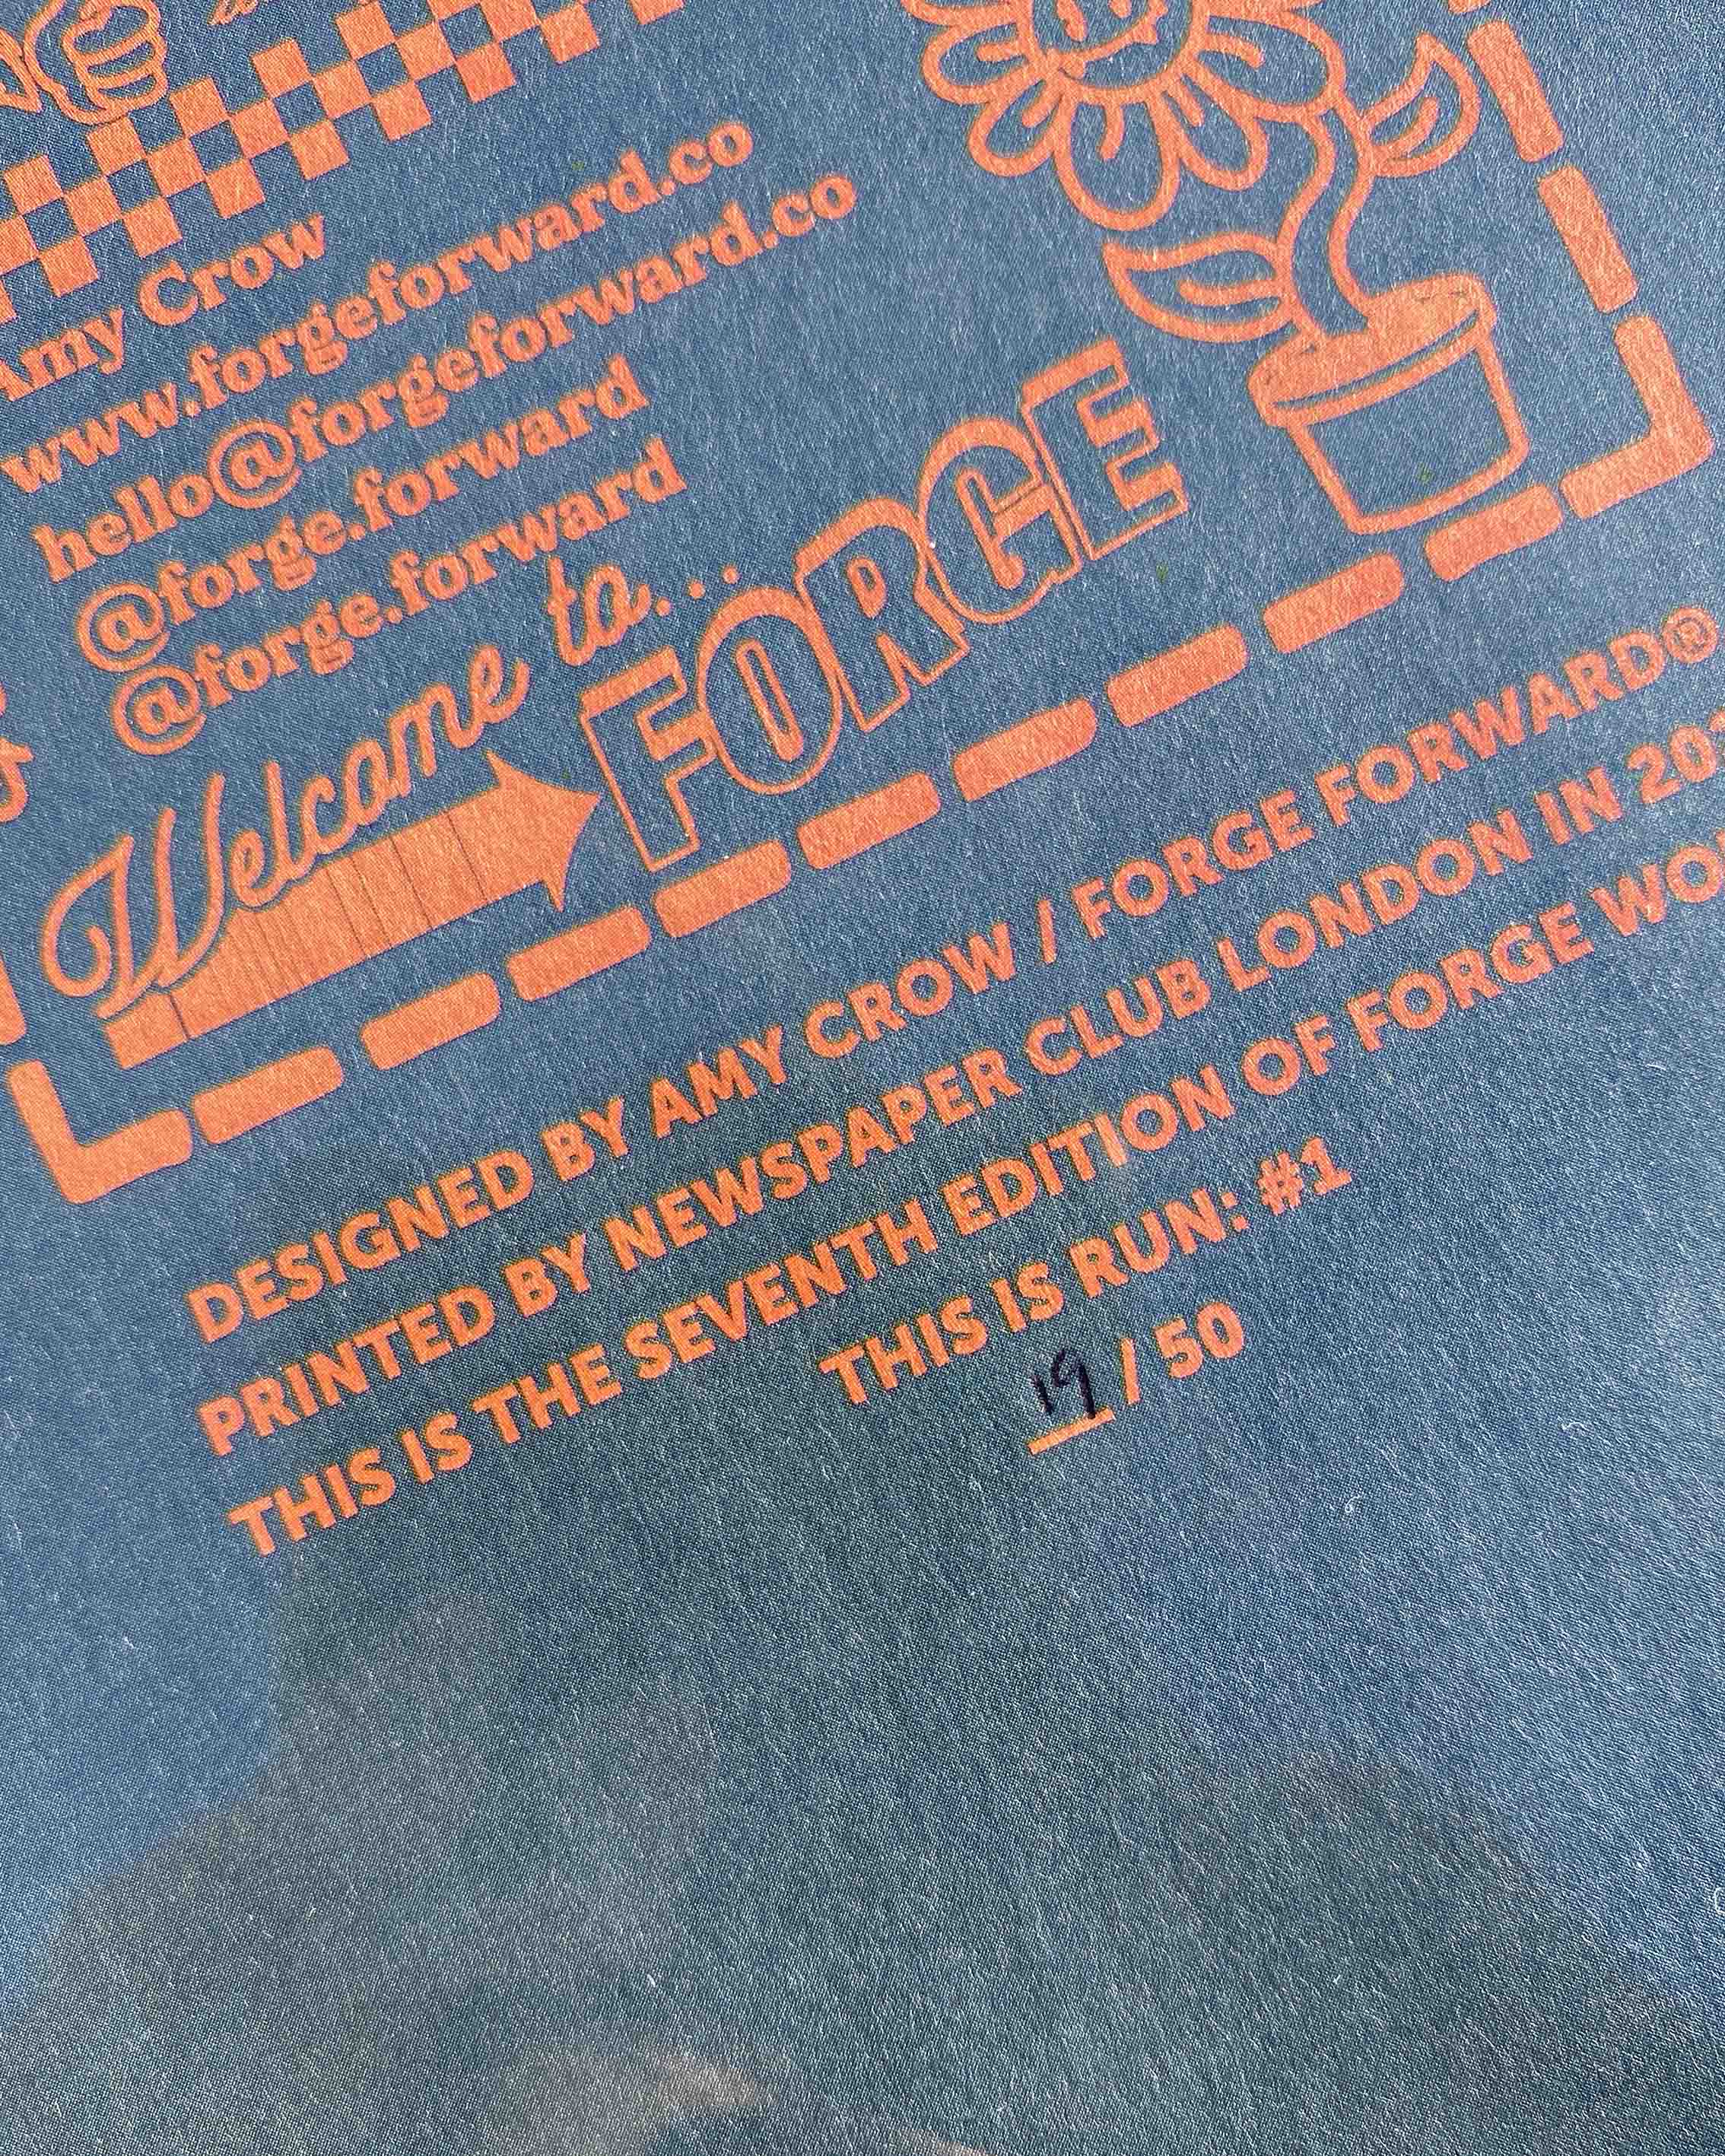 Amy Crow
www.forgeforward.co
hello@forgeforward.co
@forge.forward
@forge.forward
Welcome to...
FORGE
DESIGNED BY AMY CROW / FORGE FORWARD®
PRINTED BY NEWSPAPER CLUB LONDON IN
THIS IS THE SEVENTH EDITION OF FORGE
THIS IS RUN: #1
19 / 50